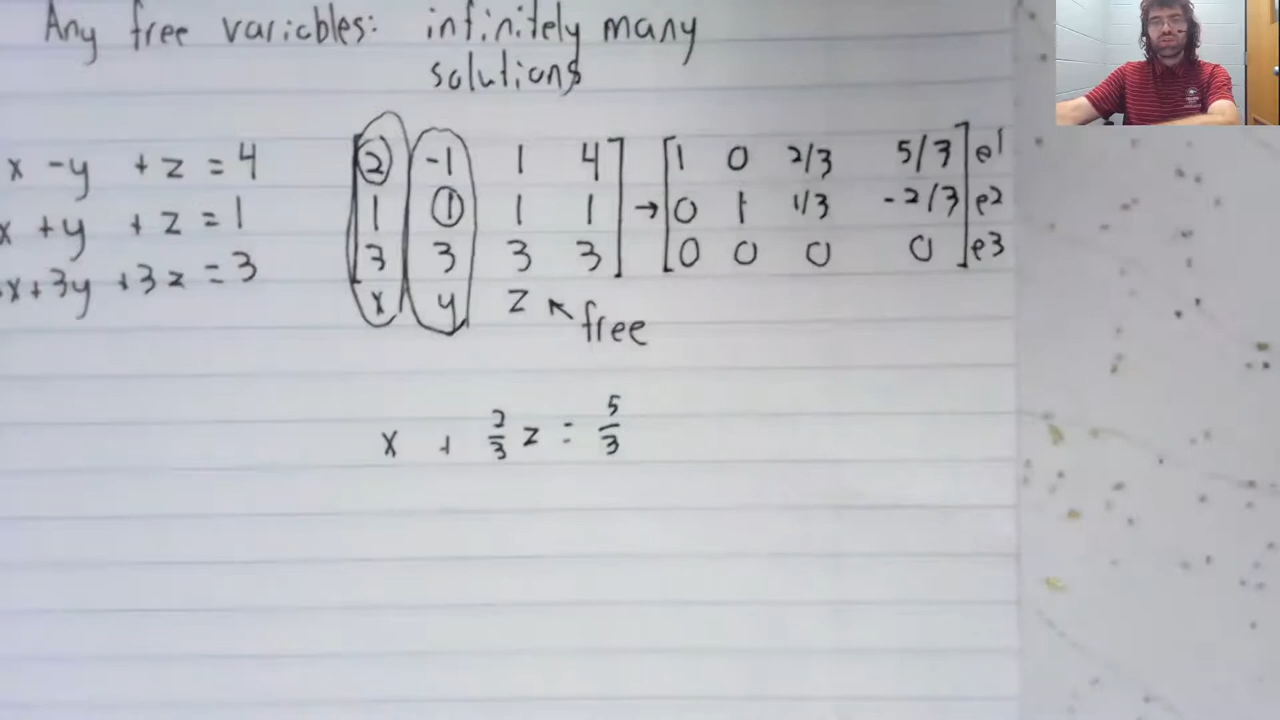 Any free variables: infinitely many
solutions
x -y +z = 4
x +y +z = 1
x+3y +3z = 3
2 -1 1 4
1 1 1 1
3 3 3 3
x y z ↖ free
→ 1 0 2/3 5/3 e1
0 1 1/3 -2/3 e2
0 0 0 0 e3
x + 2/3 z = 5/3